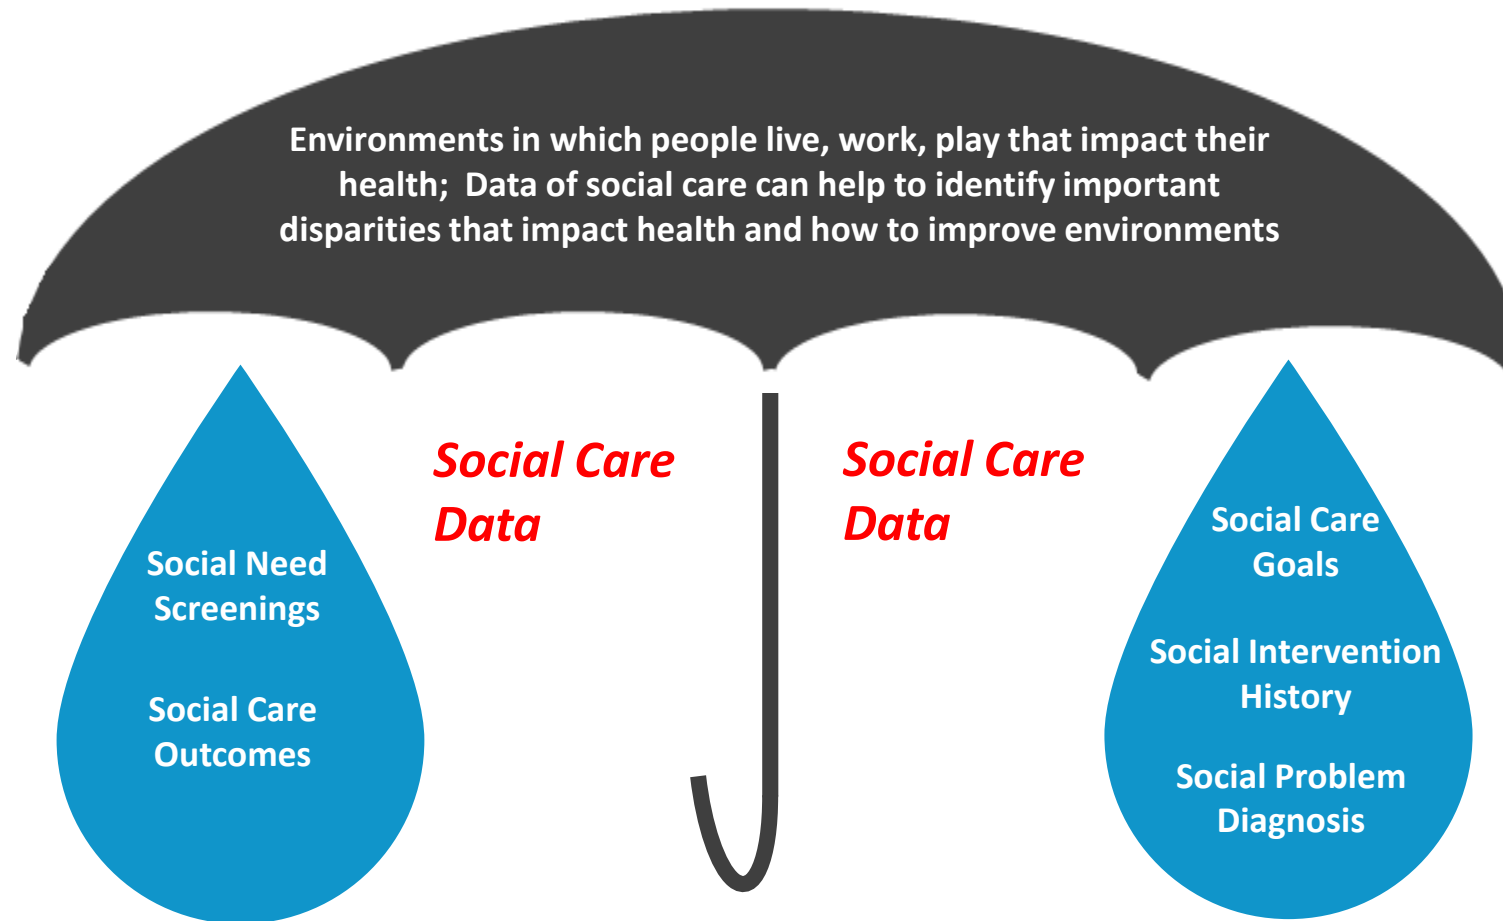 Environments in which people live, work, play that impact their
health;  Data of social care can help to identify important
disparities that impact health and how to improve environments
Social Care
Data
Social Care
Data
Social Need
Screenings
Social Care
Outcomes
Social Care
Goals
Social Intervention
History
Social Problem
Diagnosis